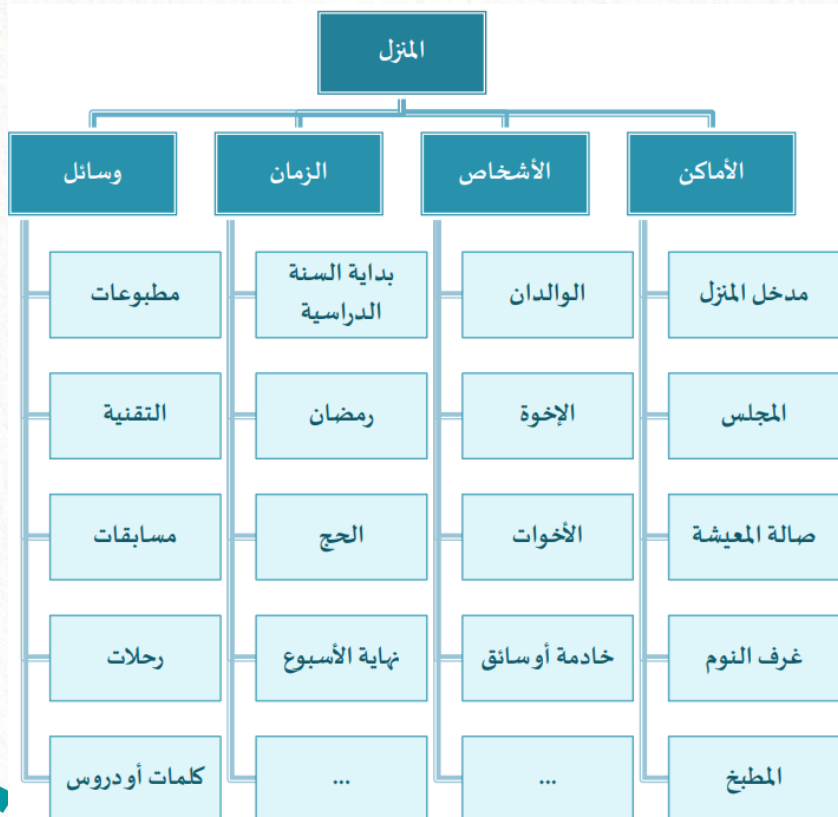 المنزل
الأماكن
الأشخاص
الزمان
وسائل
مدخل المنزل
الوالدان
بداية السنة
الدراسية
مطبوعات
المجلس
الإخوة
رمضان
التقنية
صالة المعيشة
الأخوات
الحج
مسابقات
غرف النوم
خادمة أو سائق
نهاية الأسبوع
رحلات
المطبخ
...
...
كلمات أو دروس